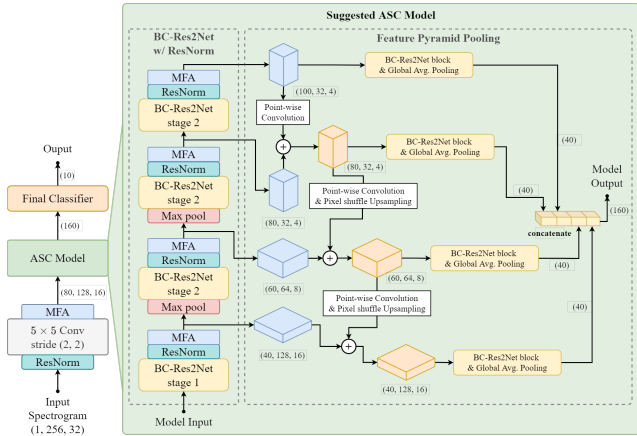 Suggested ASC Model
BC-Res2Net
w/ ResNorm
Feature Pyramid Pooling
MFA
ResNorm
BC-Res2Net
stage 2
MFA
ResNorm
BC-Res2Net
stage 2
Max pool
MFA
ResNorm
BC-Res2Net
stage 2
Max pool
MFA
ResNorm
BC-Res2Net
stage 1
Model Input
(100, 32, 4)
Point-wise
Convolution
+
(80, 32, 4)
(80, 32, 4)
Point-wise Convolution
& Pixel shuffle Upsampling
+
(60, 64, 8)
(60, 64, 8)
Point-wise Convolution
& Pixel shuffle Upsampling
+
(40, 128, 16)
(40, 128, 16)
BC-Res2Net block
& Global Avg. Pooling
(40)
BC-Res2Net block
& Global Avg. Pooling
(40)
BC-Res2Net block
& Global Avg. Pooling
(40)
BC-Res2Net block
& Global Avg. Pooling
(40)
concatenate
Model
Output
(160)
Ouput
(10)
Final Classifier
(160)
ASC Model
(80, 128, 16)
MFA
5 × 5 Conv
stride (2, 2)
ResNorm
Input
Spectrogram
(1, 256, 32)